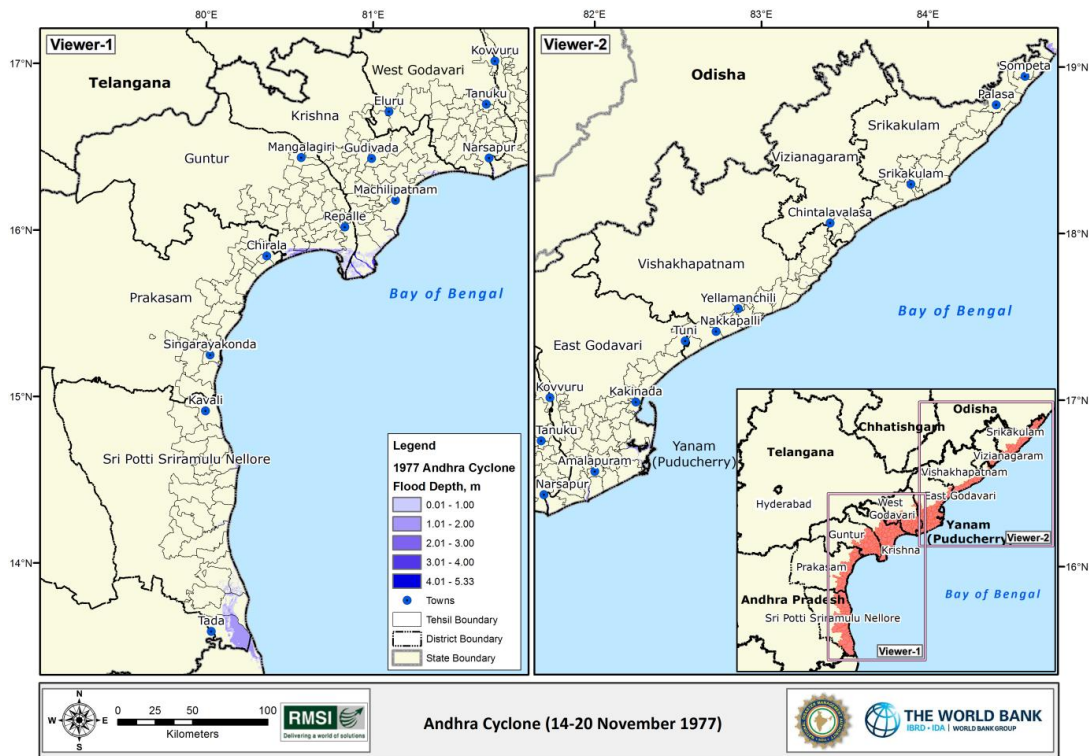 80°E
81°E
Viewer-1
17°N
16°N
15°N
14°N
Telangana
Kovvuru
West Godavari
Tanuku
Eluru
Krishna
Mangalagiri
Gudivada
Narsapur
Guntur
Machilipatnam
Repalle
Chirala
Prakasam
Bay of Bengal
Singarayakonda
Kavali
Sri Potti Sriramulu Nellore
Tada
Legend
1977 Andhra Cyclone
Flood Depth, m
0.01 - 1.00
1.01 - 2.00
2.01 - 3.00
3.01 - 4.00
4.01 - 5.33
Towns
Tehsil Boundary
District Boundary
State Boundary
82°E
83°E
84°E
Viewer-2
19°N
18°N
17°N
16°N
Odisha
Sompeta
Palasa
Srikakulam
Vizianagaram
Srikakulam
Chintalavalasa
Vishakhapatnam
Yellamanchili
Nakkapalli
Tuni
Bay of Bengal
East Godavari
Kovvuru
Kakinada
Tanuku
Yanam
(Puducherry)
Amalapuram
Narsapur
Odisha
Chhatishgarh
Srikakulam
Telangana
Vizianagaram
Vishakhapatnam
Hyderabad
East Godavari
West
Godavari
Yanam
(Puducherry)
Viewer-2
Guntur
Krishna
Prakasam
Andhra Pradesh
Bay of Bengal
Sri Potti Sriramulu Nellore
Viewer-1
N
W E
S
0 25 50 100
Kilometers
RMSI
Delivering a world of solutions
Andhra Cyclone (14-20 November 1977)
THE WORLD BANK
IBRD • IDA | WORLD BANK GROUP